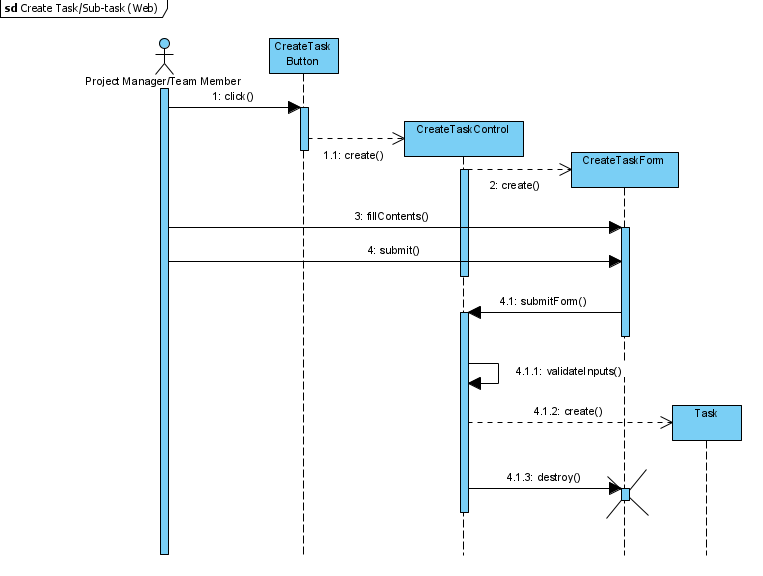 sd Create Task/Sub-task (Web)
CreateTask
Button
Project Manager/Team Member
1: click()
CreateTaskControl
1.1: create()
CreateTaskForm
2: create()
3: fillContents()
4: submit()
4.1: submitForm()
4.1.1: validateInputs()
4.1.2: create()
Task
4.1.3: destroy()